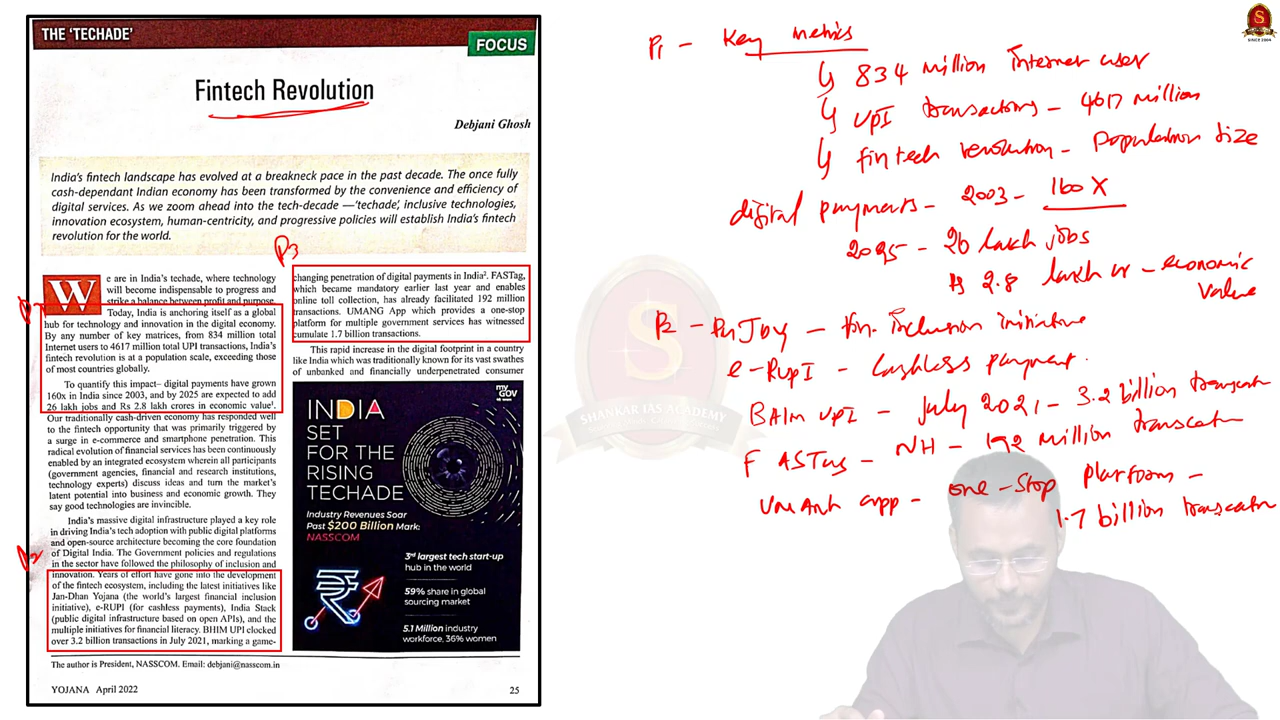 THE 'TECHADE'
FOCUS
Fintech Revolution
Debjani Ghosh
India's fintech landscape has evolved at a breakneck pace in the past decade. The once fully
cash-dependent Indian economy has been transformed by the convenience and efficiency of
digital services. As we zoom ahead into the tech-decade —'techade', inclusive technologies,
innovation ecosystem, human-centricity, and progressive policies will establish India's fintech
revolution for the world.
We are in India's techade, where technology
will become indispensable to progress and
strike a balance between profit and purpose.
Today, India is anchoring itself as a global
hub for technology and innovation in the digital economy.
By any number of key matrices, from 834 million total
Internet users to 4617 million total UPI transactions, India's
fintech revolution is at a population scale, exceeding those
of most countries globally.
To quantify this impact– digital payments have grown
160x in India since 2003, and by 2025 are expected to add
26 lakh jobs and Rs 2.8 lakh crores in economic value¹.
Our traditionally cash-driven economy has responded well
to the fintech opportunity that was primarily triggered by
a surge in e-commerce and smartphone penetration. This
radical evolution of financial services has been continuously
enabled by an integrated ecosystem wherein all participants
(government agencies, financial and research institutions,
technology experts) discuss ideas and turn the market's
latent potential into business and economic growth. They
say good technologies are invincible.
India's massive digital infrastructure played a key role
in driving India's tech adoption with public digital platforms
and open-source architecture becoming the core foundation
of Digital India. The Government policies and regulations
in the sector have followed the philosophy of inclusion and
innovation. Years of effort have gone into the development
of the fintech ecosystem, including the latest initiatives like
Jan-Dhan Yojana (the world's largest financial inclusion
initiative), e-RUPI (for cashless payments), India Stack
(public digital infrastructure based on open APIs), and the
multiple initiatives for financial literacy. BHIM UPI clocked
over 3.2 billion transactions in July 2021, marking a game-
P3
changing penetration of digital payments in India². FASTag,
which became mandatory earlier last year and enables
online toll collection, has already facilitated 192 million
transactions. UMANG App which provides a one-stop
platform for multiple government services has witnessed
cumulate 1.7 billion transactions.
This rapid increase in the digital footprint in a country
like India which was traditionally known for its vast swathes
of unbanked and financially underpenetrated consumer
my
GOV
INDIA
SET
FOR THE
RISING
TECHADE
Industry Revenues Soar
Past $200 Billion Mark:
NASSCOM
3rd largest tech start-up
hub in the world
59% share in global
sourcing market
5.1 Million industry
workforce, 36% women
The author is President, NASSCOM. Email: debjani@nasscom.in
YOJANA April 2022
25
P1 - Key metrics
834 million internet user
UPI transactions - 4617 million
fintech revolution - Population size
digital payments - 2003 - 160 X
2025 - 26 lakh jobs
Rs 2.8 lakh cr - economic
value
P2 - PMJDY - fin. Inclusion initiative
e-RupI - Cashless payment.
BHIM UPI - July 2021 - 3.2 billion
FASTag - NH - 192 million
app - one-stop platform -
1.7 billion
SHANKAR IAS ACADEMY
S
SINCE 2004